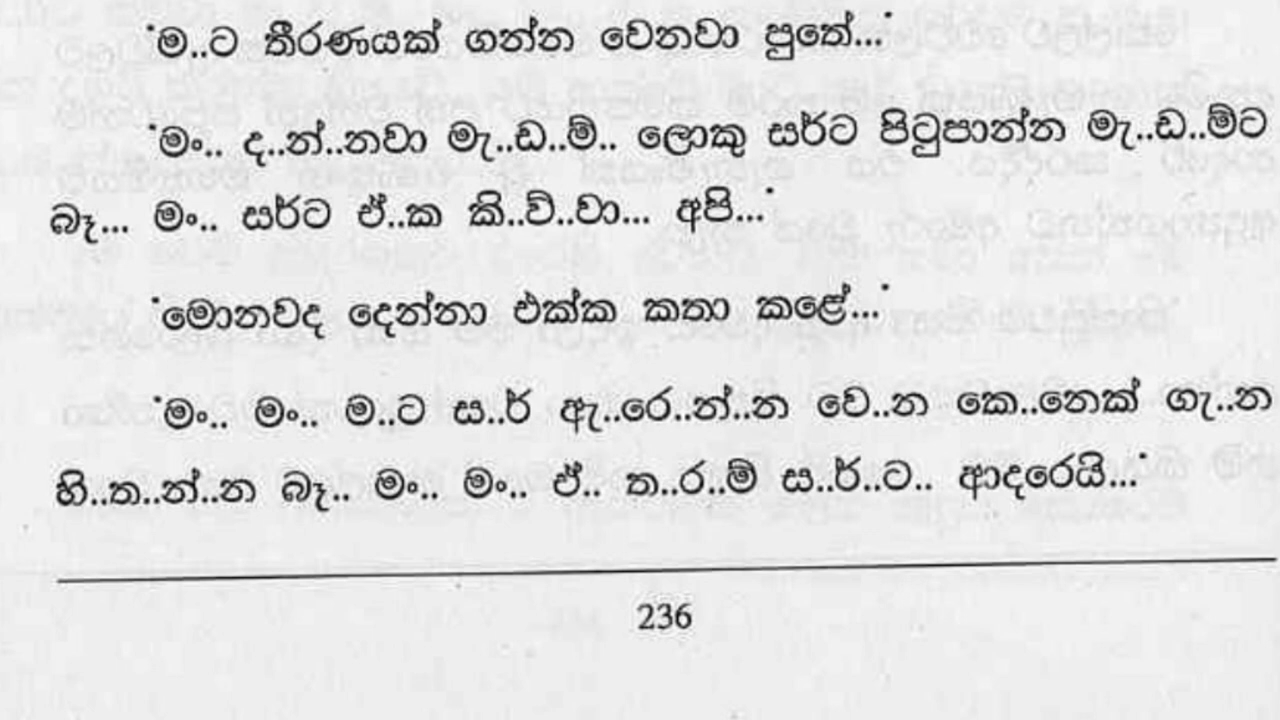 'ම..ට තීරණයක් ගන්න වෙනවා පුතේ...'
'මං.. ද..න්..නවා මැ..ඩ..ම්.. ලොකු සර්ට පිටුපාන්න මැ..ඩ..ම්ට
බෑ... මං.. සර්ට ඒ..ක කි..ව්..වා... අපි...'
'මොනවද දෙන්නා එක්ක කතා කළේ...'
'මං.. මං.. ම..ට ස..ර් ඇ..රෙ..න්..න වෙ..න කෙ..නෙක් ගැ..න
හි..ත..න්..න බෑ.. මං.. මං.. ඒ.. ත..ර..ම් ස..ර්..ට.. ආදරෙයි...'
236